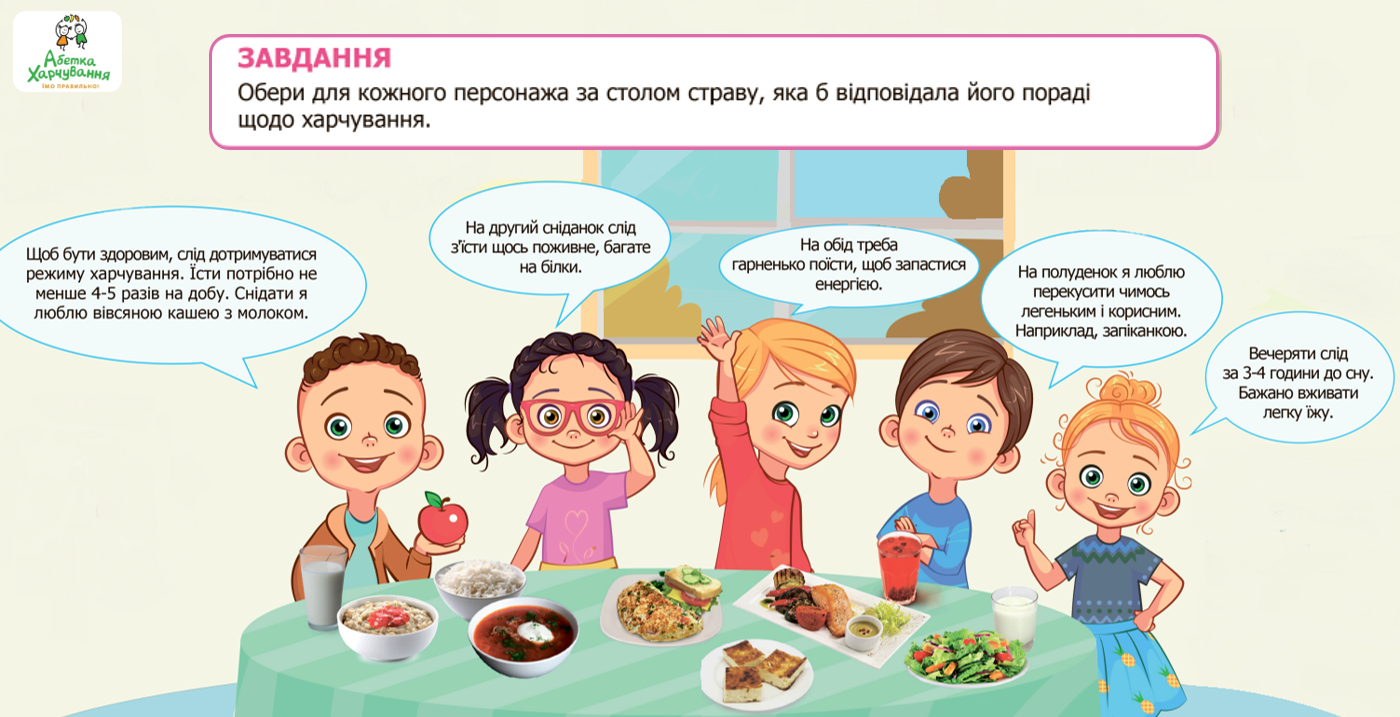 Абетка
Харчування
ЇМО ПРАВИЛЬНО!
ЗАВДАННЯ
Обери для кожного персонажа за столом страву, яка б відповідала його пораді
щодо харчування.
Щоб бути здоровим, слід дотримуватися
режиму харчування. Їсти потрібно не
менше 4-5 разів на добу. Снідати я
люблю вівсяною кашею з молоком.
На другий сніданок слід
з'їсти щось поживне, багате
на білки.
На обід треба
гарненько поїсти, щоб запастися
енергією.
На полуденок я люблю
перекусити чимось
легеньким і корисним.
Наприклад, запіканкою.
Вечеряти слід
за 3-4 години до сну.
Бажано вживати
легку їжу.